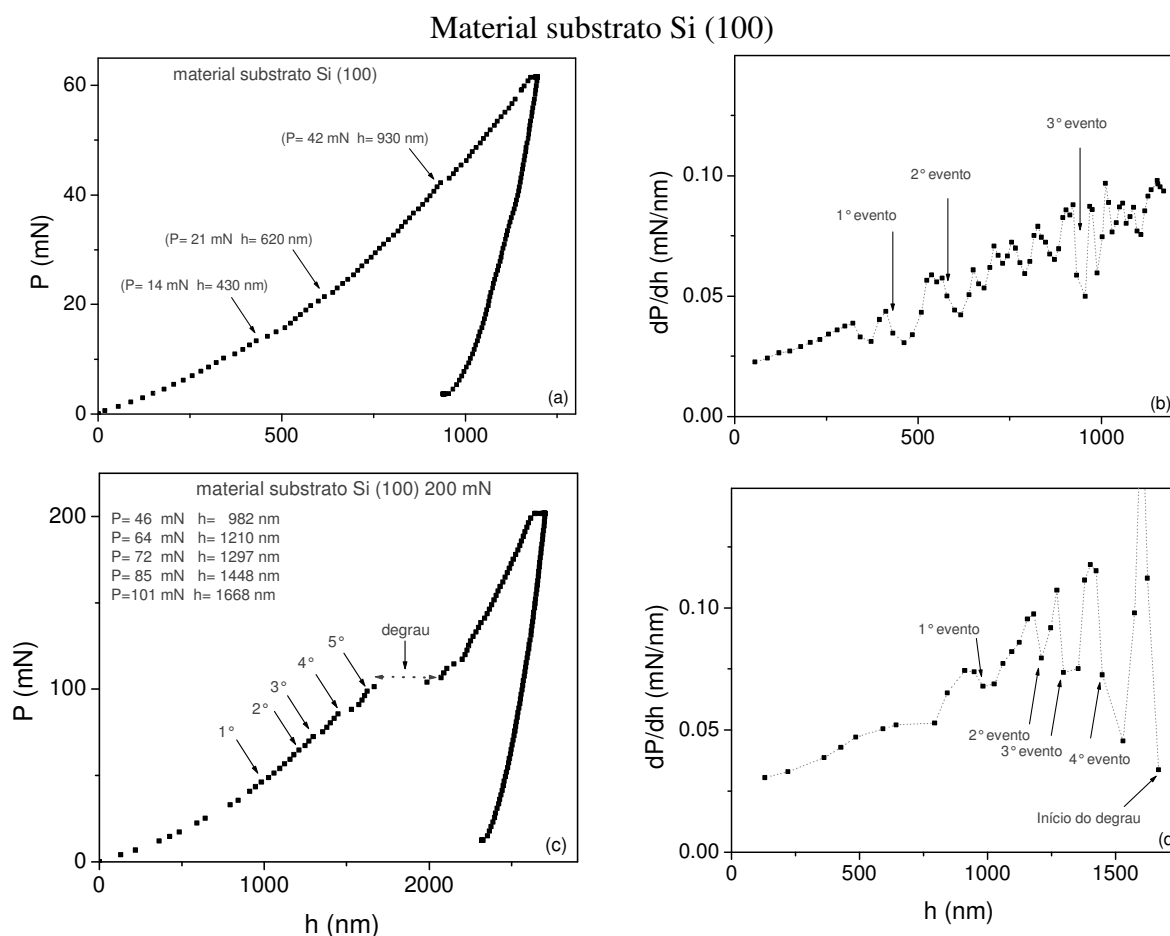 Material substrato Si (100)
material substrato Si (100)
(P= 42 mN h= 930 nm)
(P= 21 mN h= 620 nm)
(P= 14 mN h= 430 nm)
P (mN)
60
40
20
0
0
500
1000
(a)
dP/dh (mN/nm)
0.10
0.05
0.00
0
500
1000
1° evento
2° evento
3° evento
(b)
material substrato Si (100) 200 mN
P= 46 mN h= 982 nm
P= 64 mN h= 1210 nm
P= 72 mN h= 1297 nm
P= 85 mN h= 1448 nm
P=101 mN h= 1668 nm
1°
2°
3°
4°
5°
degrau
P (mN)
200
100
0
0
1000
2000
h (nm)
(c)
dP/dh (mN/nm)
0.10
0.05
0.00
0
500
1000
1500
h (nm)
1° evento
2° evento
3° evento
4° evento
Início do degrau
(d